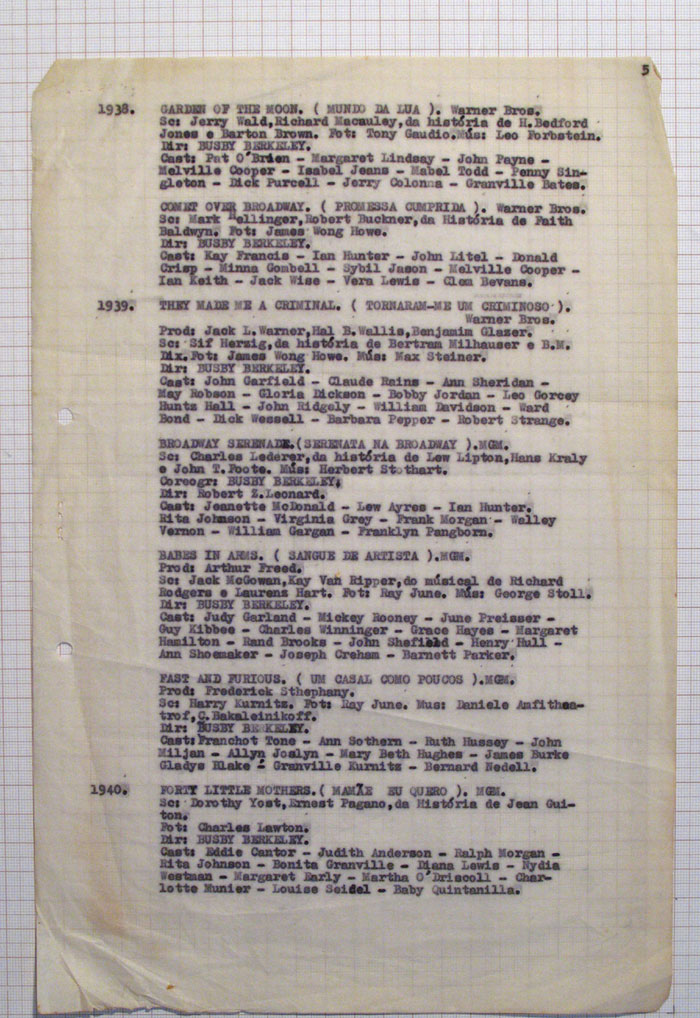 5
1938. GARDEN OF THE MOON. ( MUNDO DA LUA ). Warner Bros.
Sc: Jerry Wald,Richard Macauley,da história de H.Bedford
Jones e Barton Brown. Fot: Tony Gaudio.Mús: Leo Forbstein.
Dir: BUSBY BERKELEY.
Cast: Pat O'Brien - Margaret Lindsay - John Payne -
Melville Cooper - Isabel Jeans - Mabel Todd - Penny Sin-
gleton - Dick Purcell - Jerry Colonna - Granville Bates.
COMET OVER BROADWAY. ( PROMESSA CUMPRIDA ). Warner Bros.
Sc: Mark Hellinger,Robert Buckner,da História de Faith
Baldwyn. Fot: James Wong Howe.
Dir: BUSBY BERKELEY.
Cast: Kay Francis - Ian Hunter - John Litel - Donald
Crisp - Minna Gombell - Sybil Jason - Melville Cooper -
Ian Keith - Jack Wise - Vera Lewis - Clem Bevans.
1939. THEY MADE ME A CRIMINAL. ( TORNARAM-ME UM CRIMINOSO ).
Warner Bros.
Prod: Jack L.Warner,Hal B.Wallis,Benjamim Glazer.
Sc: Sif Herzig,da história de Bertram Milhauser e B.M.
Dix.Fot: James Wong Howe. Mús: Max Steiner.
Dir: BUSBY BERKELEY.
Cast: John Garfield - Claude Rains - Ann Sheridan -
May Robson - Gloria Dickson - Bobby Jordan - Leo Gorcey
Huntz Hall - John Ridgely - William Davidson - Ward
Bond - Dick Wessell - Barbara Pepper - Robert Strange.
BROADWAY SERENADE.(SERENATA NA BROADWAY ).MGM.
Sc: Charles Lederer,da história de Lew Lipton,Hans Kraly
e John T.Foote. Mús: Herbert Stothart.
Coreogr: BUSBY BERKELEY.
Dir: Robert Z.Leonard.
Cast: Jeanette McDonald - Lew Ayres - Ian Hunter.
Rita Johnson - Virginia Grey - Frank Morgan - Walley
Vernon - William Gargan - Franklyn Pangborn.
BABES IN ARMS. ( SANGUE DE ARTISTA ).MGM.
Prod: Arthur Freed.
Sc: Jack McGowan,Kay Van Ripper,do músical de Richard
Rodgers e Laurenz Hart. Fot: Ray June. Mús: George Stoll.
Dir: BUSBY BERKELEY.
Cast: Judy Garland - Mickey Rooney - June Preisser -
Guy Kibbee - Charles Winninger - Grace Hayes - Margaret
Hamilton - Rand Brooks - John Shefield - Henry Hull -
Ann Shoemaker - Joseph Creham - Barnett Parker.
FAST AND FURIOUS. ( UM CASAL COMO POUCOS ).MGM.
Prod: Frederick Sthephany.
Sc: Harry Kurnitz. Fot: Ray June. Mus: Daniele Amfithea-
trof,C.Bakaleinikoff.
Dir: BUSBY BERKELEY.
Cast:Franchot Tone - Ann Sothern - Ruth Hussey - John
Miljan - Allyn Joslyn - Mary Beth Hughes - James Burke
Gladys Blake - Granville Kurnitz - Bernard Nedell.
1940. FORTY LITTLE MOTHERS.( MAMÃE EU QUERO ). MGM.
Sc: Dorothy Yost,Ernest Pagano,da História de Jean Gui-
ton.
Fot: Charles Lawton.
Dir: BUSBY BERKELEY.
Cast: Eddie Cantor - Judith Anderson - Ralph Morgan -
Rita Johnson - Bonita Granville - Diana Lewis - Nydia
Westman - Margaret Early - Martha O'Driscoll - Char-
lotte Munier - Louise Seidel - Baby Quintanilla.